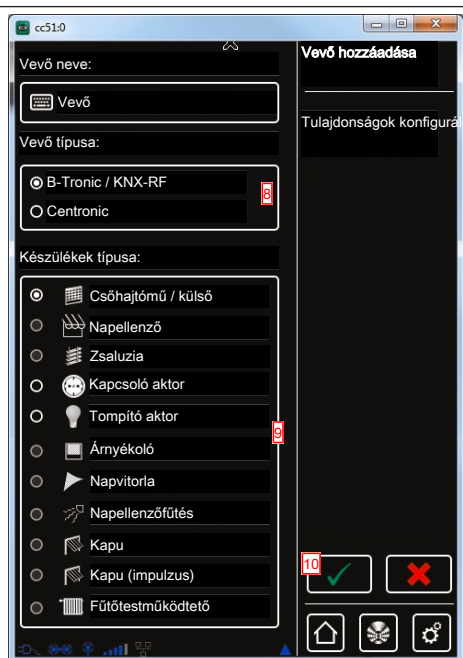 cc51:0
Vevő neve:
Vevő
Vevő típusa:
B-Tronic / KNX-RF
8
Centronic
Készülékek típusa:
Csőhajtómű / külső
Napellenző
Zsaluzia
Kapcsoló aktor
Tompító aktor
9
Árnyékoló
Napvitorla
Napellenzőfűtés
Kapu
Kapu (impulzus)
Fűtőtestműködtető
Vevő hozzáadása
Tulajdonságok konfigurál
10